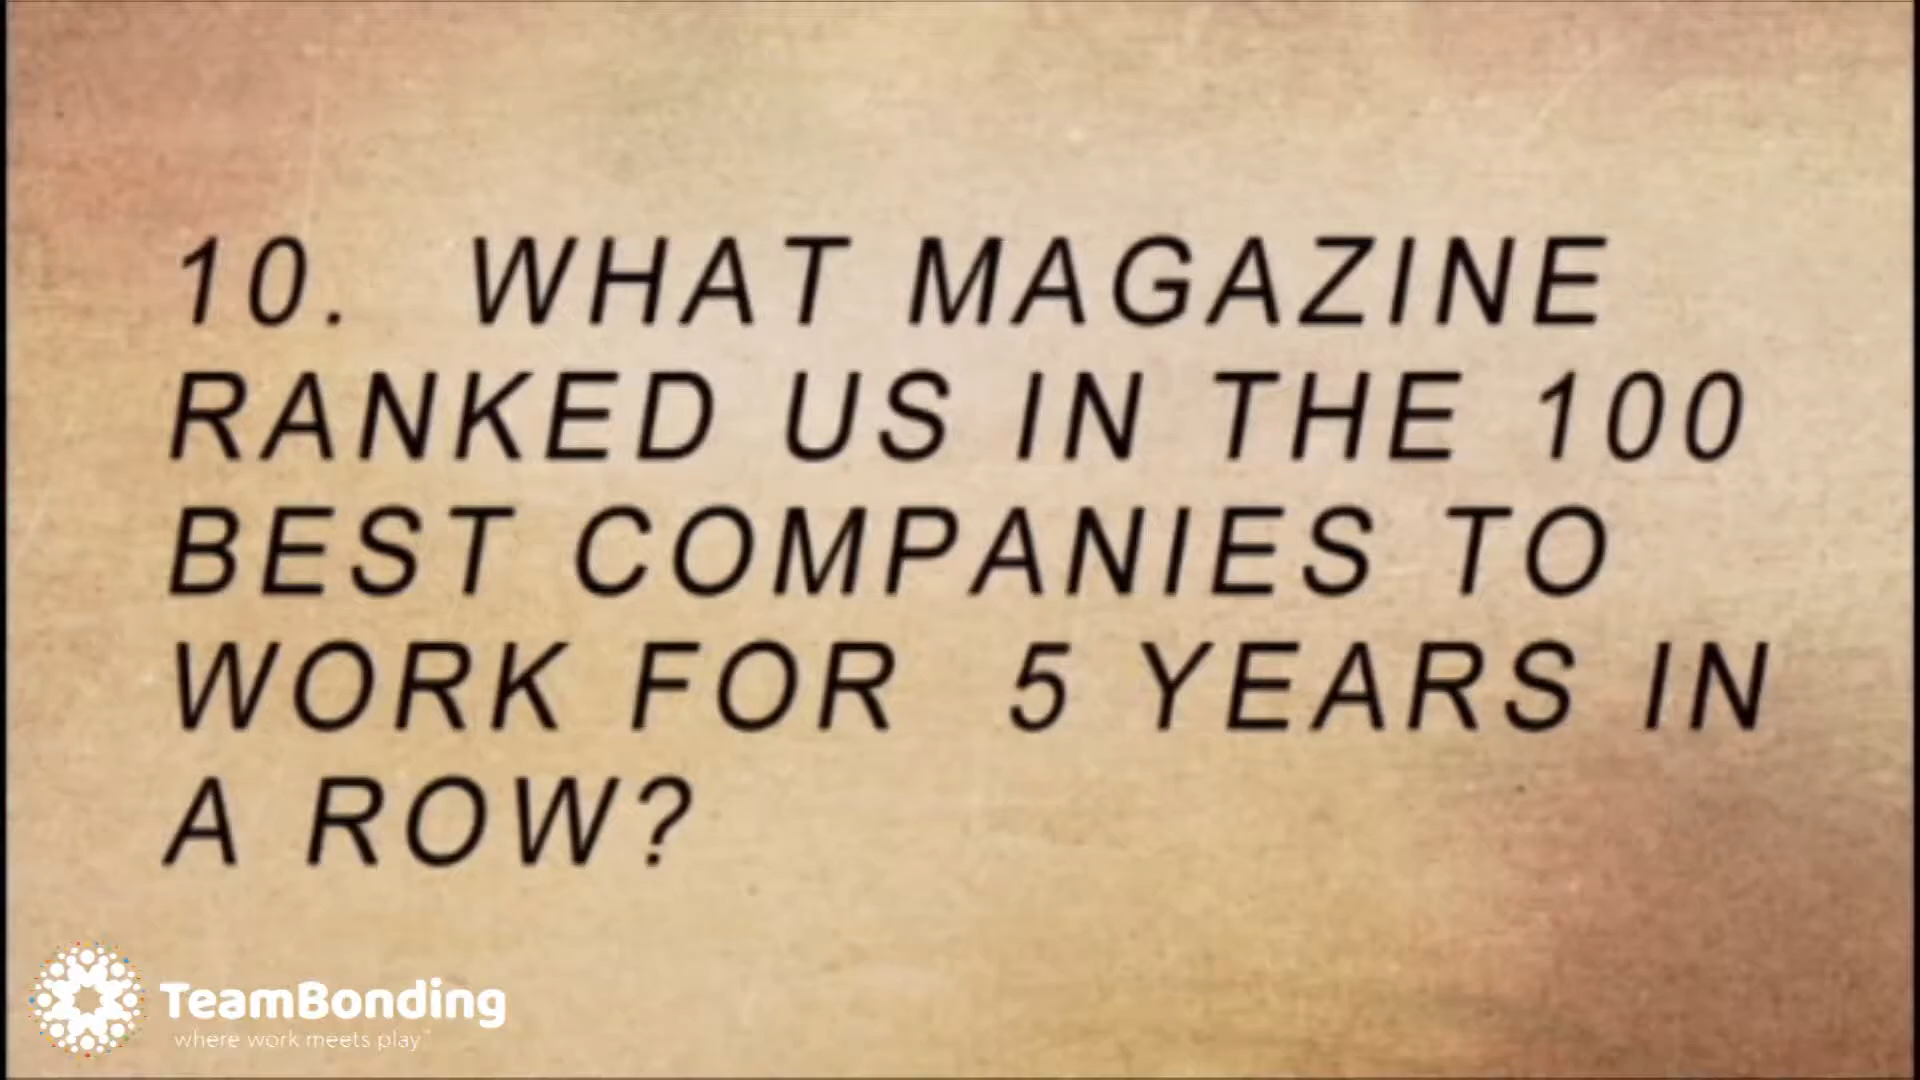 10. WHAT MAGAZINE
RANKED US IN THE 100
BEST COMPANIES TO
WORK FOR 5 YEARS IN
A ROW?
TeamBonding
where work meets play™